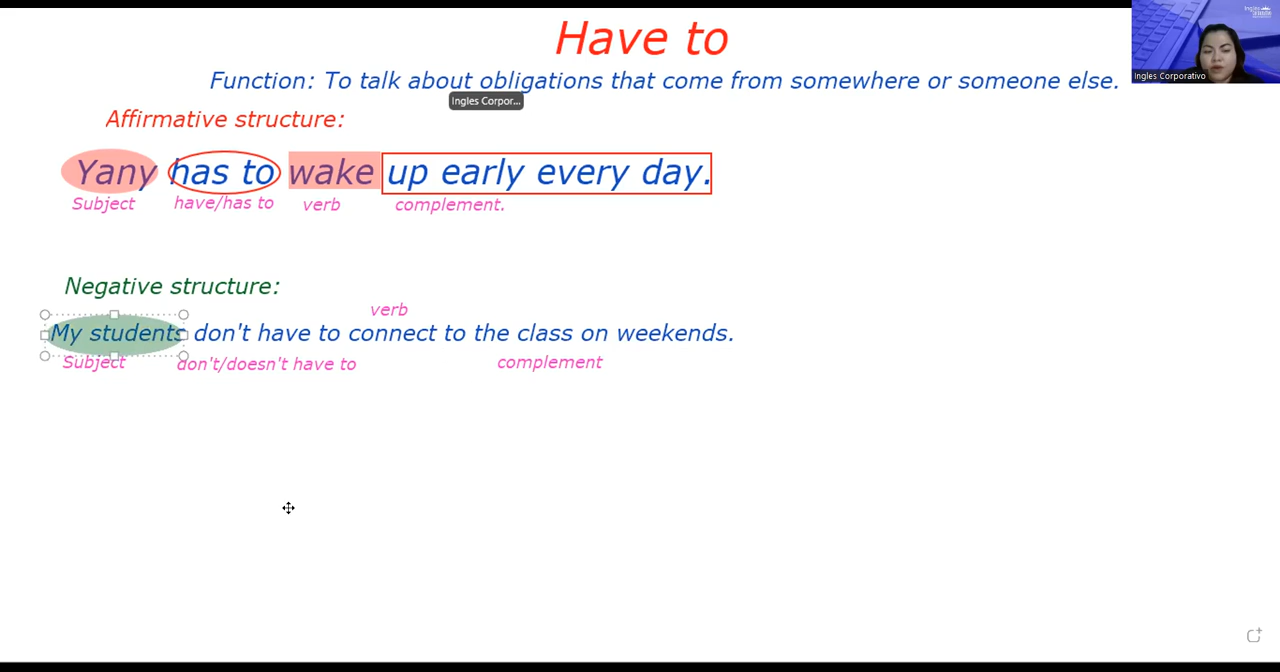 Have to
Function: To talk about obligations that come from somewhere or someone else.
Ingles Corpor...
Ingles Corporativo
Affirmative structure:
Yany has to wake up early every day.
Subject have/has to verb complement.
Negative structure:
verb
My students don't have to connect to the class on weekends.
Subject don't/doesn't have to complement